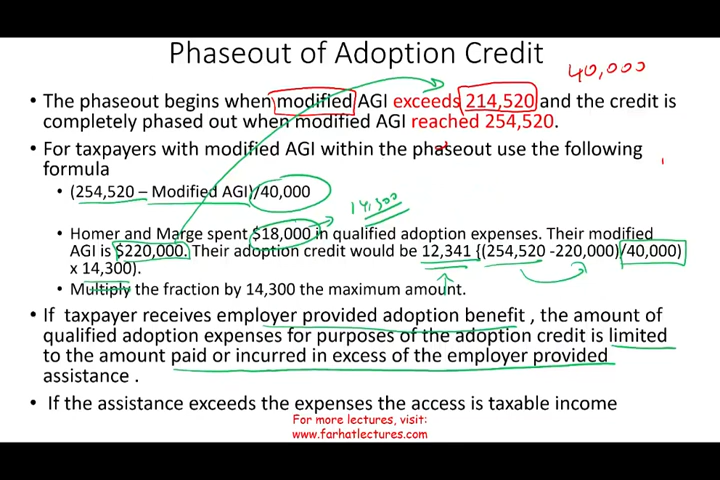 Phaseout of Adoption Credit
40,000
• The phaseout begins when modified AGI exceeds 214,520 and the credit is
completely phased out when modified AGI reached 254,520.
• For taxpayers with modified AGI within the phaseout use the following
formula
• (254,520 – Modified AGI)/40,000
14,300
• Homer and Marge spent $18,000 in qualified adoption expenses. Their modified
AGI is $220,000. Their adoption credit would be 12,341 {(254,520 -220,000)/40,000)
x 14,300).
• Multiply the fraction by 14,300 the maximum amount.
• If taxpayer receives employer provided adoption benefit , the amount of
qualified adoption expenses for purposes of the adoption credit is limited
to the amount paid or incurred in excess of the employer provided
assistance .
• If the assistance exceeds the expenses the access is taxable income
For more lectures, visit:
www.farhatlectures.com